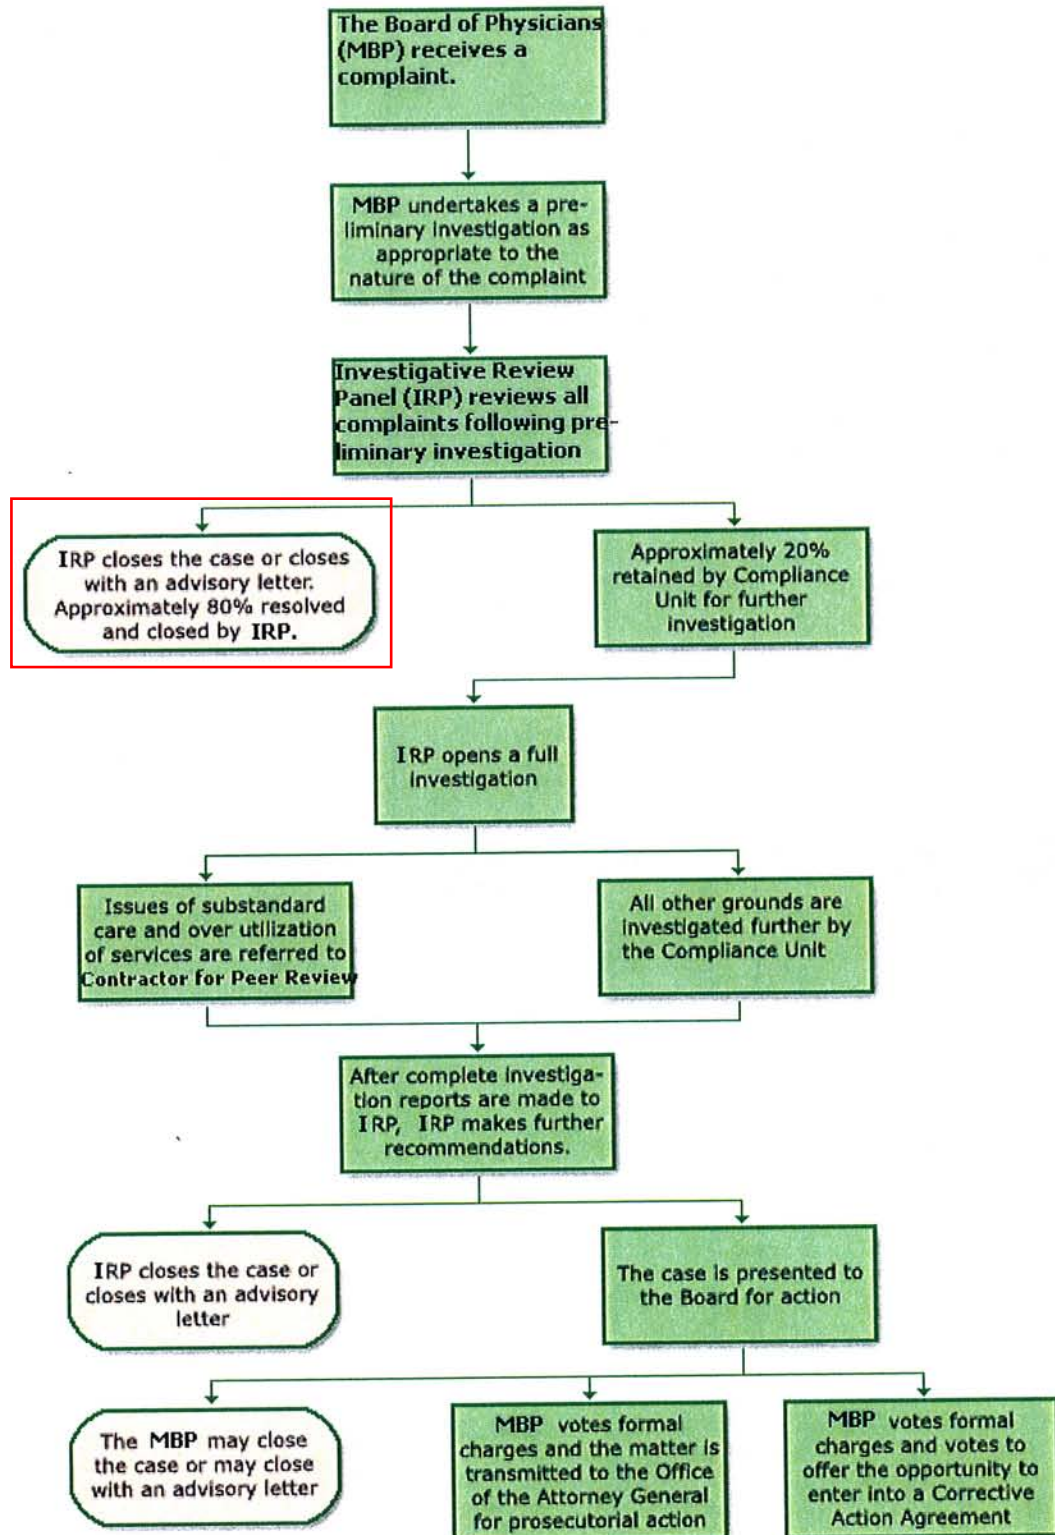 The Board of Physicians
(MBP) receives a
complaint.
MBP undertakes a pre-
liminary investigation as
appropriate to the
nature of the complaint
Investigative Review
Panel (IRP) reviews all
complaints following pre-
liminary investigation
IRP closes the case or closes
with an advisory letter.
Approximately 80% resolved
and closed by IRP.
Approximately 20%
retained by Compliance
Unit for further
investigation
IRP opens a full
investigation
Issues of substandard
care and over utilization
of services are referred to
Contractor for Peer Review
All other grounds are
investigated further by
the Compliance Unit
After complete investiga-
tion reports are made to
IRP, IRP makes further
recommendations.
IRP closes the case or
closes with an advisory
letter
The case is presented to
the Board for action
The MBP may close
the case or may close
with an advisory letter
MBP votes formal
charges and the matter is
transmitted to the Office
of the Attorney General
for prosecutorial action
MBP votes formal
charges and votes to
offer the opportunity to
enter into a Corrective
Action Agreement